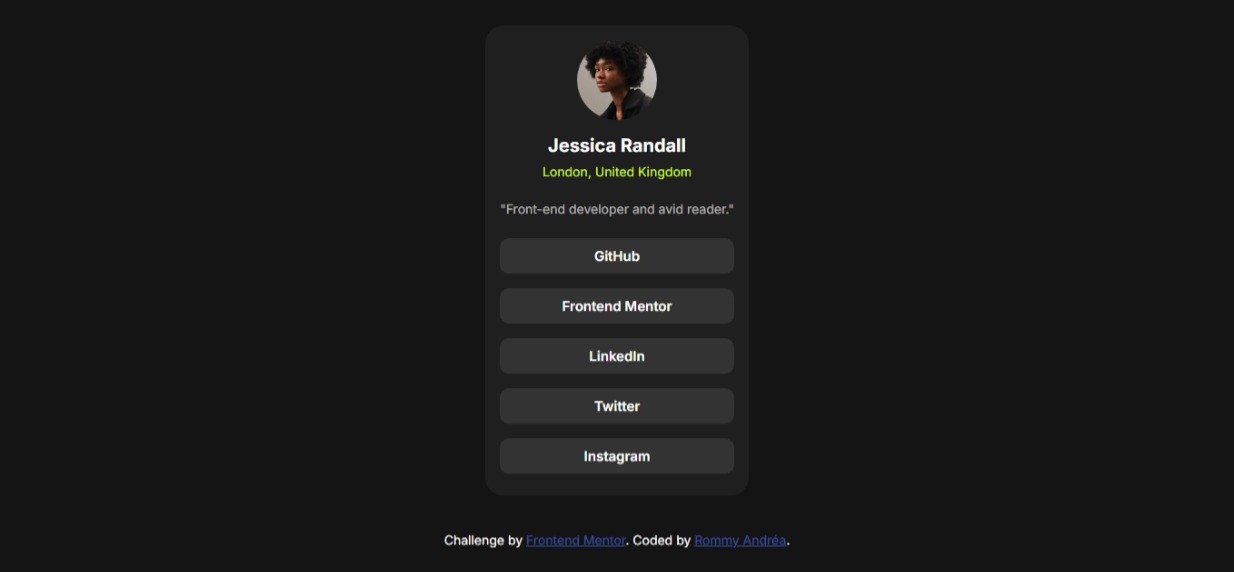 Jessica Randall
London, United Kingdom
"Front-end developer and avid reader."
GitHub
Frontend Mentor
LinkedIn
Twitter
Instagram
Challenge by Frontend Mentor. Coded by Rommy Andréa.